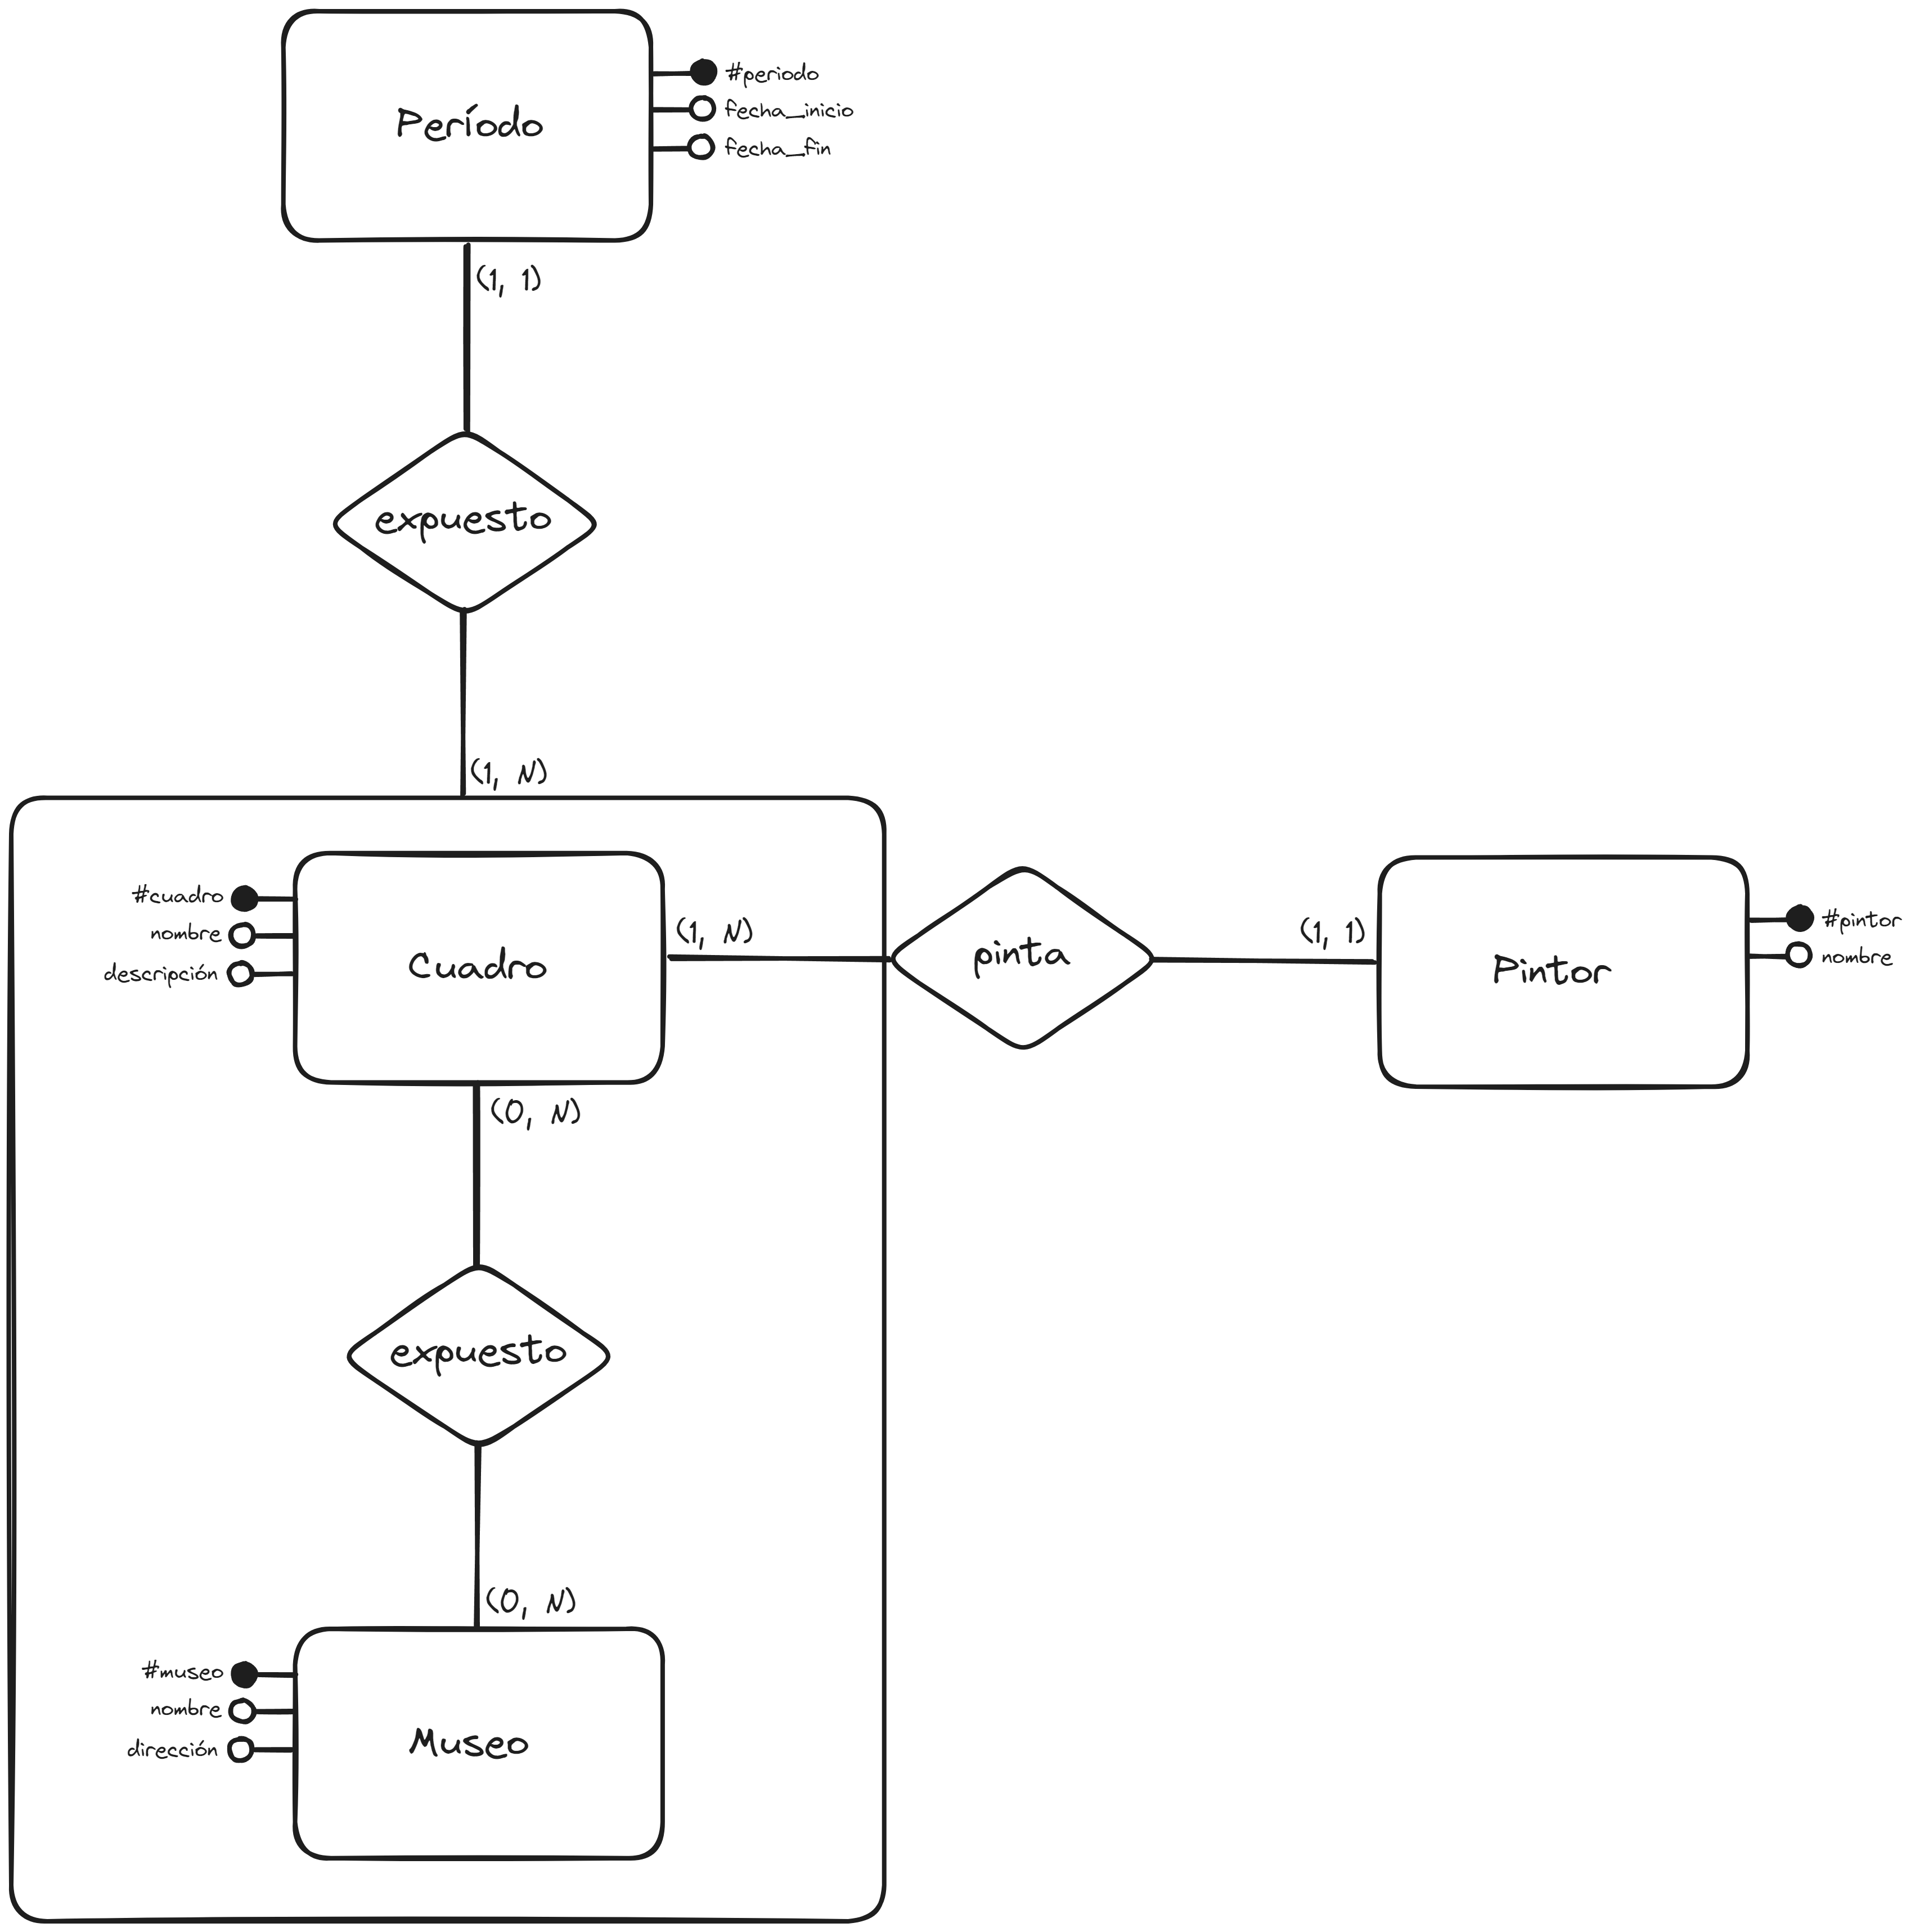 Período
#periodo
fecha_inicio
fecha_fin
(1, 1)
expuesto
(1, N)
#cuadro
nombre
descripción
Cuadro
(1, N)
pinta
(1, 1)
Pintor
#pintor
nombre
(0, N)
expuesto
(0, N)
#museo
nombre
dirección
Museo